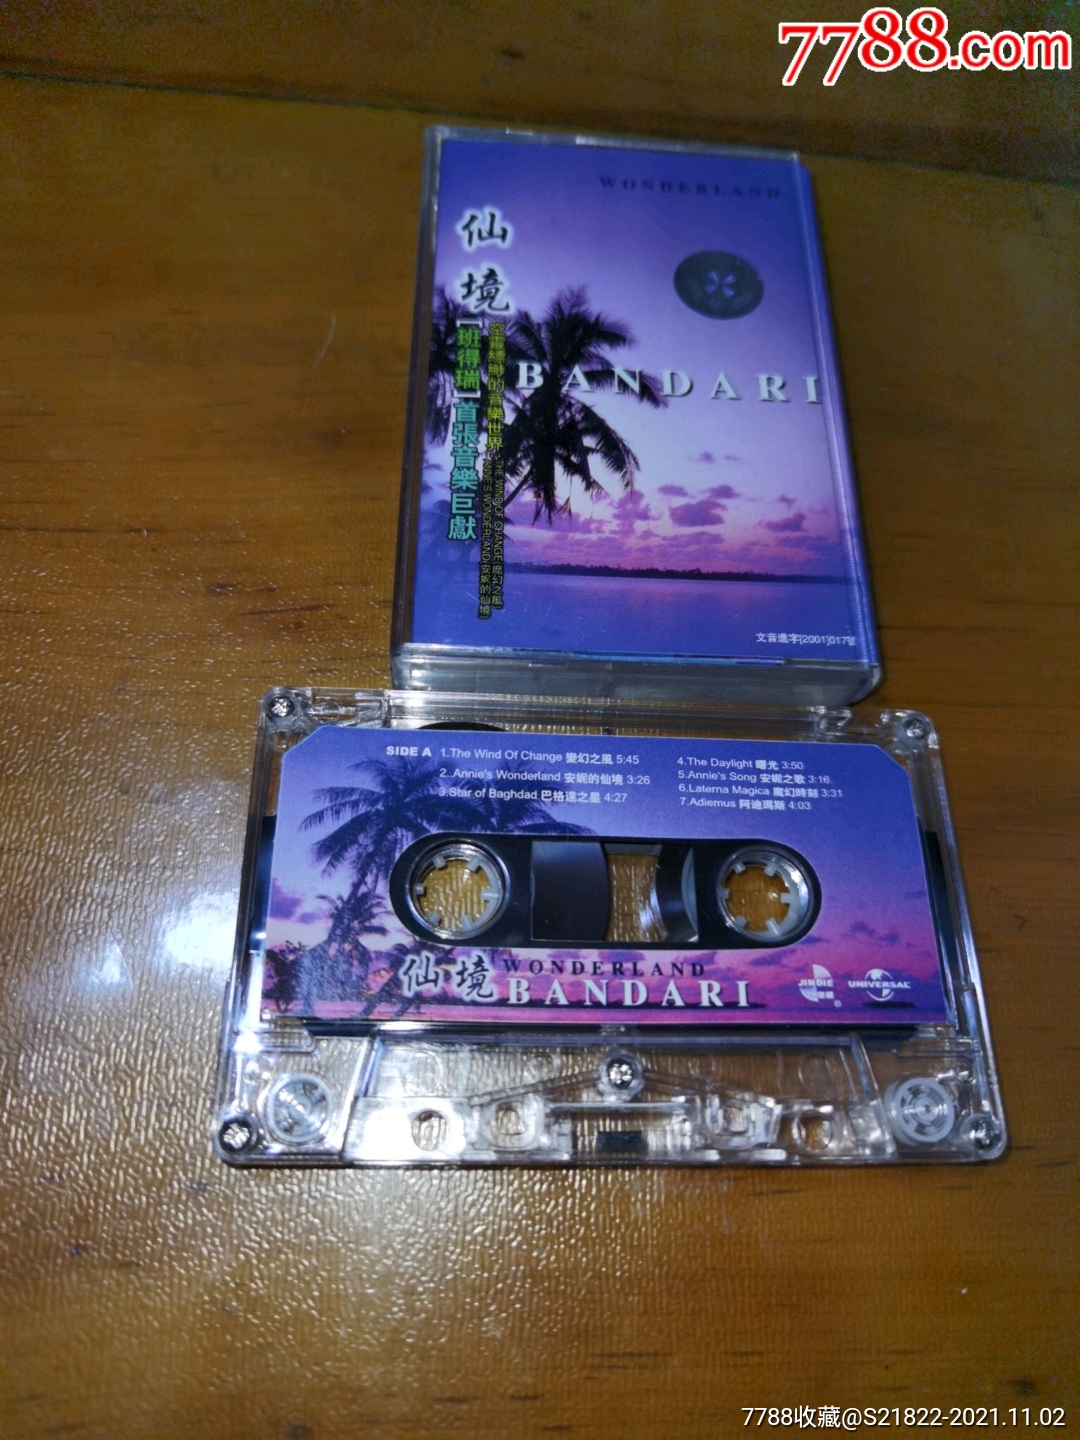 7788.com
WONDERLAND
仙境
BANDARI
空靈縹緲的音樂世界
THE WIND OF CHANGE(魔幻之風)
ANNIE'S WONDERLAND(安妮的仙境)
[班得瑞]首張音樂巨獻
文音進字[2001]017號
SIDE A
1.The Wind Of Change 變幻之風 5:45
2..Annie's Wonderland 安妮的仙境 3:26
3.Star of Baghdad 巴格達之星 4:27
4.The Daylight 曙光 3:50
5.Annie's Song 安妮之歌 3:16
6.Laterna Magica 魔幻時刻 3:31
7.Adiemus 阿迪瑪斯 4:03
仙境 WONDERLAND
BANDARI
JINDIE
UNIVERSAL
7788收藏@S21822-2021.11.02